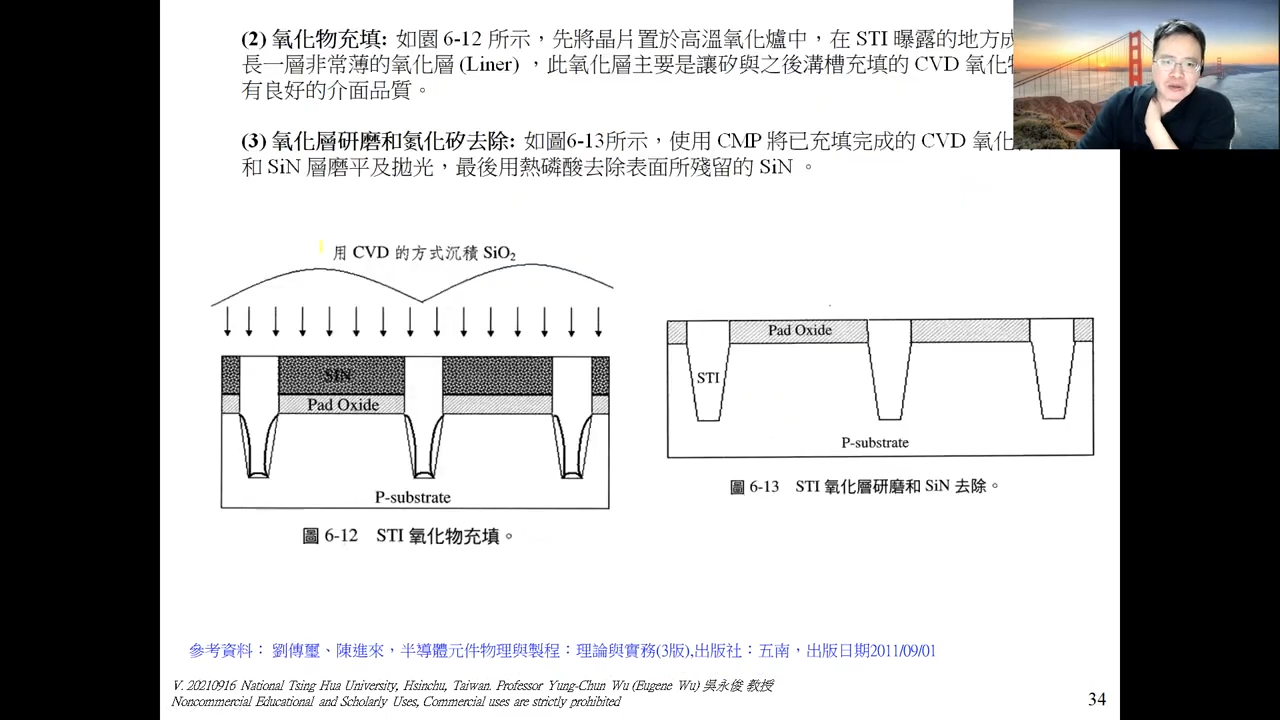 (2) 氧化物充填: 如圖 6-12 所示，先將晶片置於高溫氧化爐中，在 STI 曝露的地方成
長一層非常薄的氧化層 (Liner) ，此氧化層主要是讓矽與之後溝槽充填的 CVD 氧化
有良好的介面品質。
(3) 氧化層研磨和氮化矽去除: 如圖6-13所示，使用 CMP 將已充填完成的 CVD 氧化
和 SiN 層磨平及拋光，最後用熱磷酸去除表面所殘留的 SiN 。
用 CVD 的方式沉積 SiO₂
SIN
Pad Oxide
P-substrate
圖 6-12 STI 氧化物充填。
Pad Oxide
STI
P-substrate
圖 6-13 STI 氧化層研磨和 SiN 去除。
參考資料： 劉傳璽、陳進來，半導體元件物理與製程：理論與實務(3版),出版社：五南，出版日期2011/09/01
V. 20210916 National Tsing Hua University, Hsinchu, Taiwan. Professor Yung-Chun Wu (Eugene Wu) 吳永俊 教授
Noncommercial Educational and Scholarly Uses, Commercial uses are strictly prohibited
34